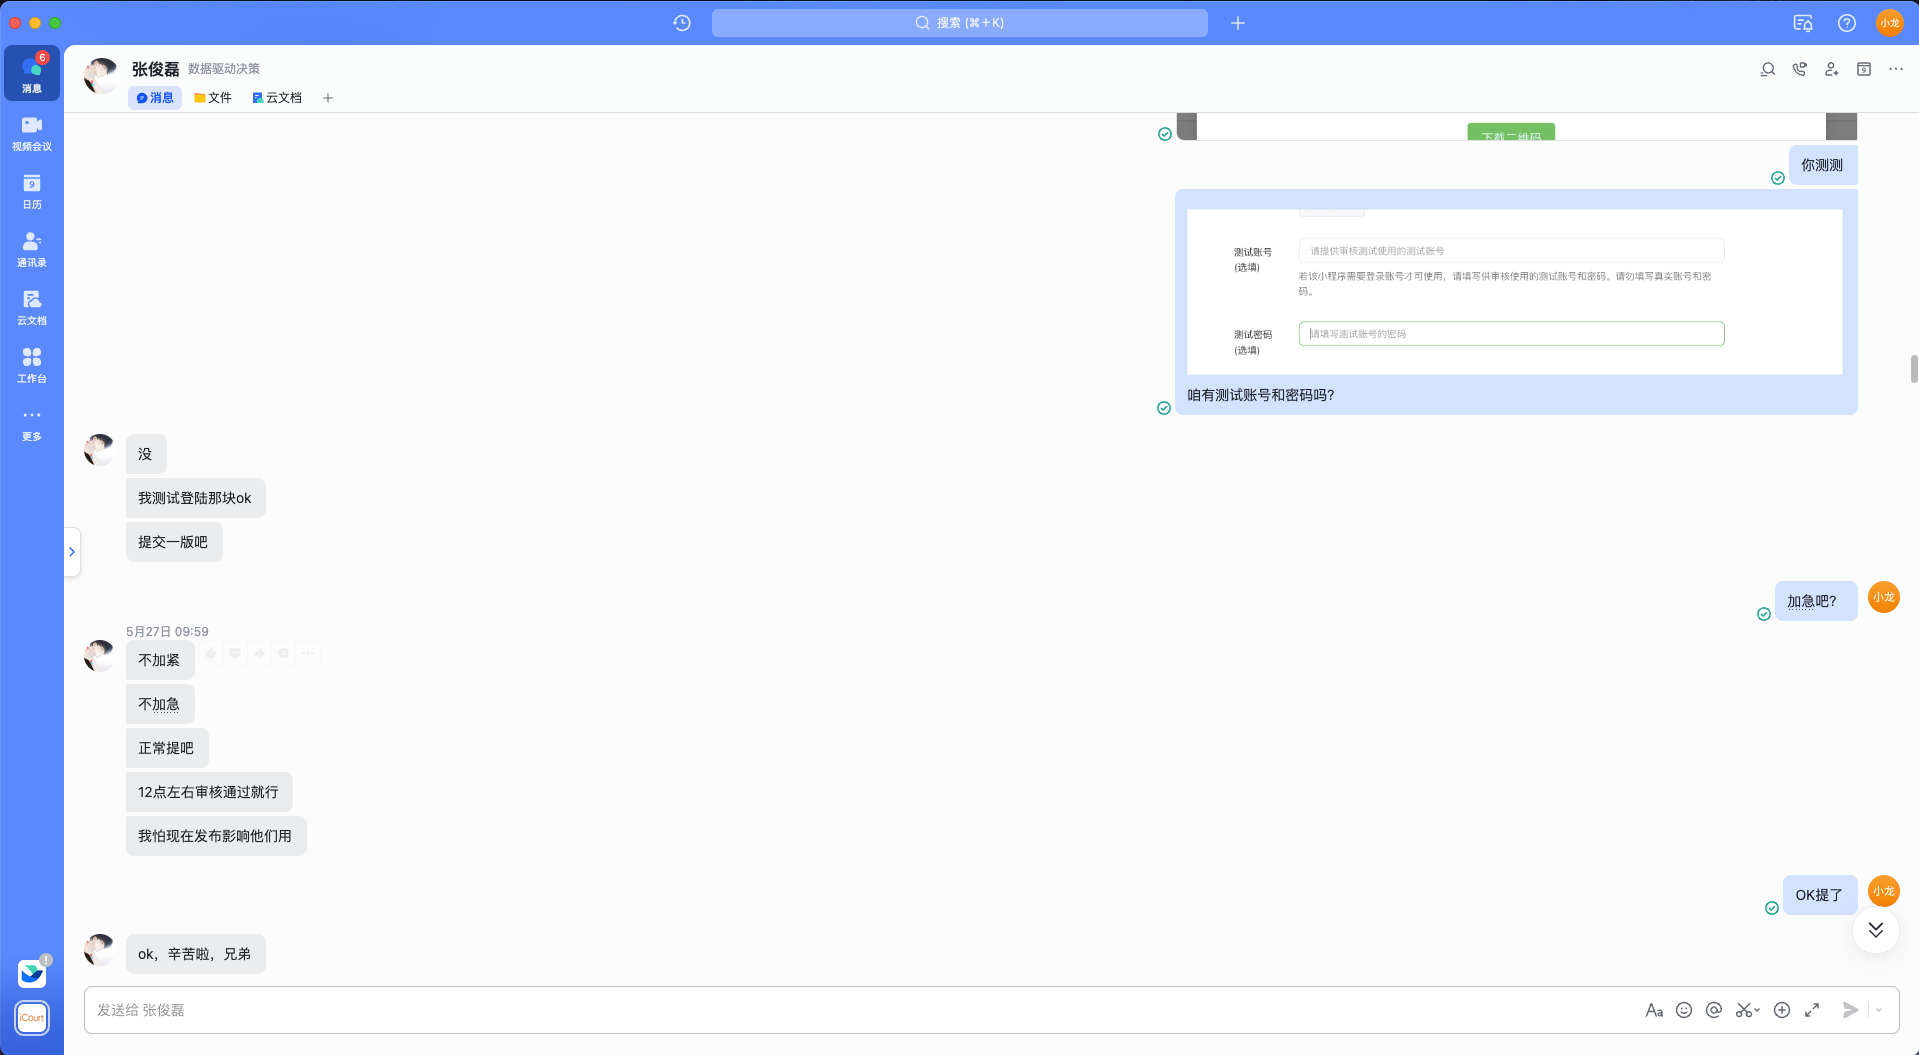 搜索 (⌘＋K)
小龙
6
消息
视频会议
9
日历
通讯录
云文档
工作台
更多
iCourt
张俊磊 数据驱动决策
消息 文件 云文档
9
下载二维码
你测测
测试账号
(选填)
请提供审核测试使用的测试账号
若该小程序需要登录账号才可使用，请填写供审核使用的测试账号和密码。请勿填写真实账号和密
码。
测试密码
(选填)
请填写测试账号的密码
咱有测试账号和密码吗?
没
我测试登陆那块ok
提交一版吧
加急吧?
小龙
5月27日 09:59
不加紧
不加急
正常提吧
12点左右审核通过就行
我怕现在发布影响他们用
OK提了
小龙
ok，辛苦啦，兄弟
发送给 张俊磊
Aa